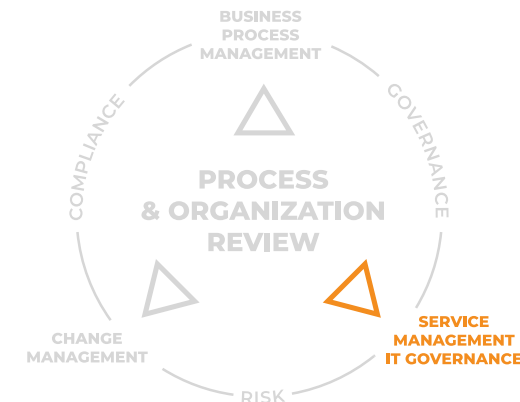 BUSINESS
PROCESS
MANAGEMENT
COMPLIANCE
GOVERNANCE
PROCESS
& ORGANIZATION
REVIEW
SERVICE
MANAGEMENT
IT GOVERNANCE
CHANGE
MANAGEMENT
RISK